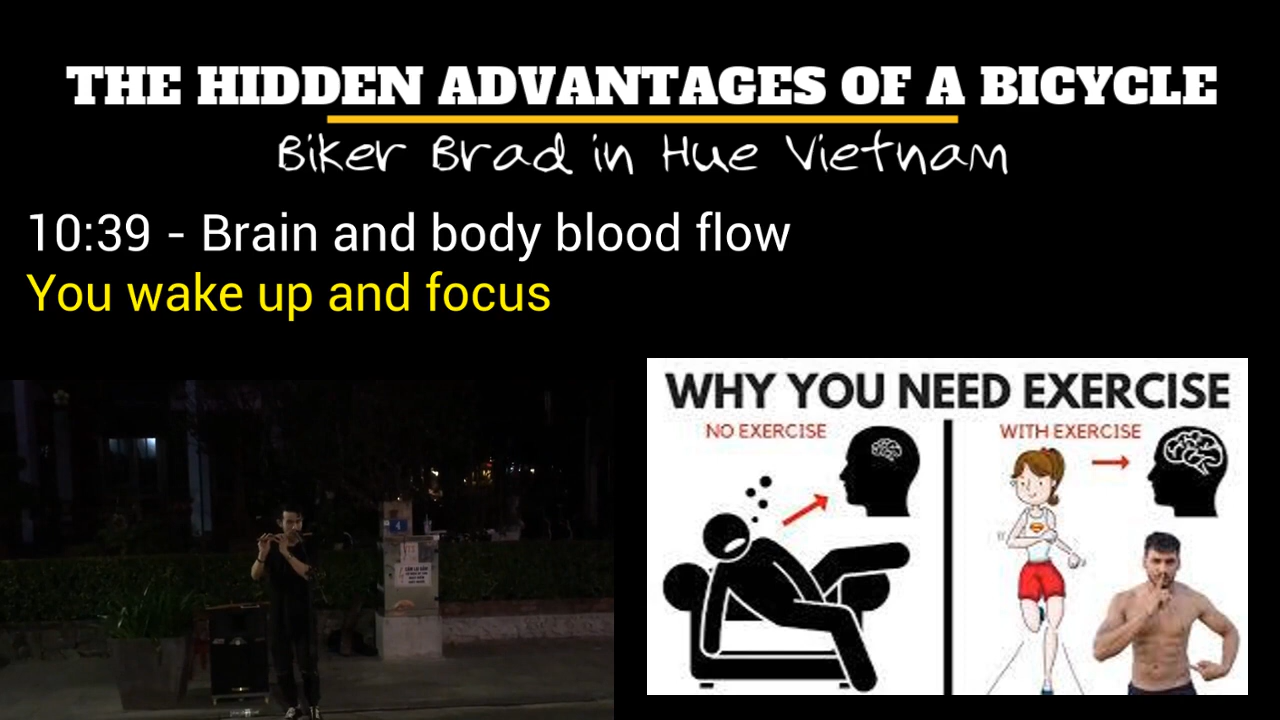 THE HIDDEN ADVANTAGES OF A BICYCLE
Biker Brad in Hue Vietnam
10:39 - Brain and body blood flow
You wake up and focus
WHY YOU NEED EXERCISE
NO EXERCISE
WITH EXERCISE
4